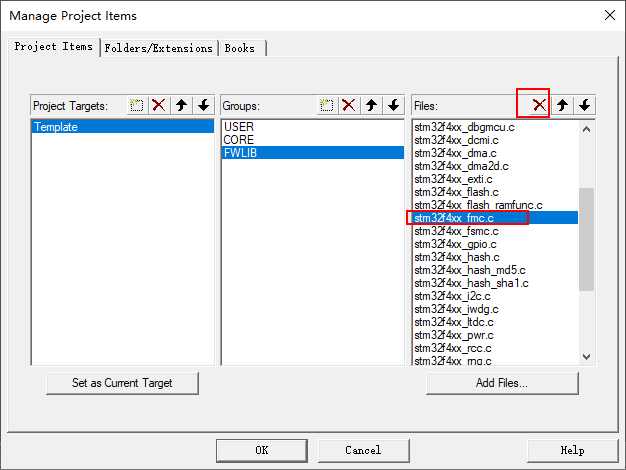 Manage Project Items
Project Items
Folders/Extensions
Books
Project Targets:
Template
Set as Current Target
Groups:
USER
CORE
FWLIB
Files:
stm32f4xx_dbgmcu.c
stm32f4xx_dcmi.c
stm32f4xx_dma.c
stm32f4xx_dma2d.c
stm32f4xx_exti.c
stm32f4xx_flash.c
stm32f4xx_flash_ramfunc.c
stm32f4xx_fmc.c
stm32f4xx_fsmc.c
stm32f4xx_gpio.c
stm32f4xx_hash.c
stm32f4xx_hash_md5.c
stm32f4xx_hash_sha1.c
stm32f4xx_i2c.c
stm32f4xx_iwdg.c
stm32f4xx_ltdc.c
stm32f4xx_pwr.c
stm32f4xx_rcc.c
stm32f4xx_rng.c
Add Files...
OK
Cancel
Help